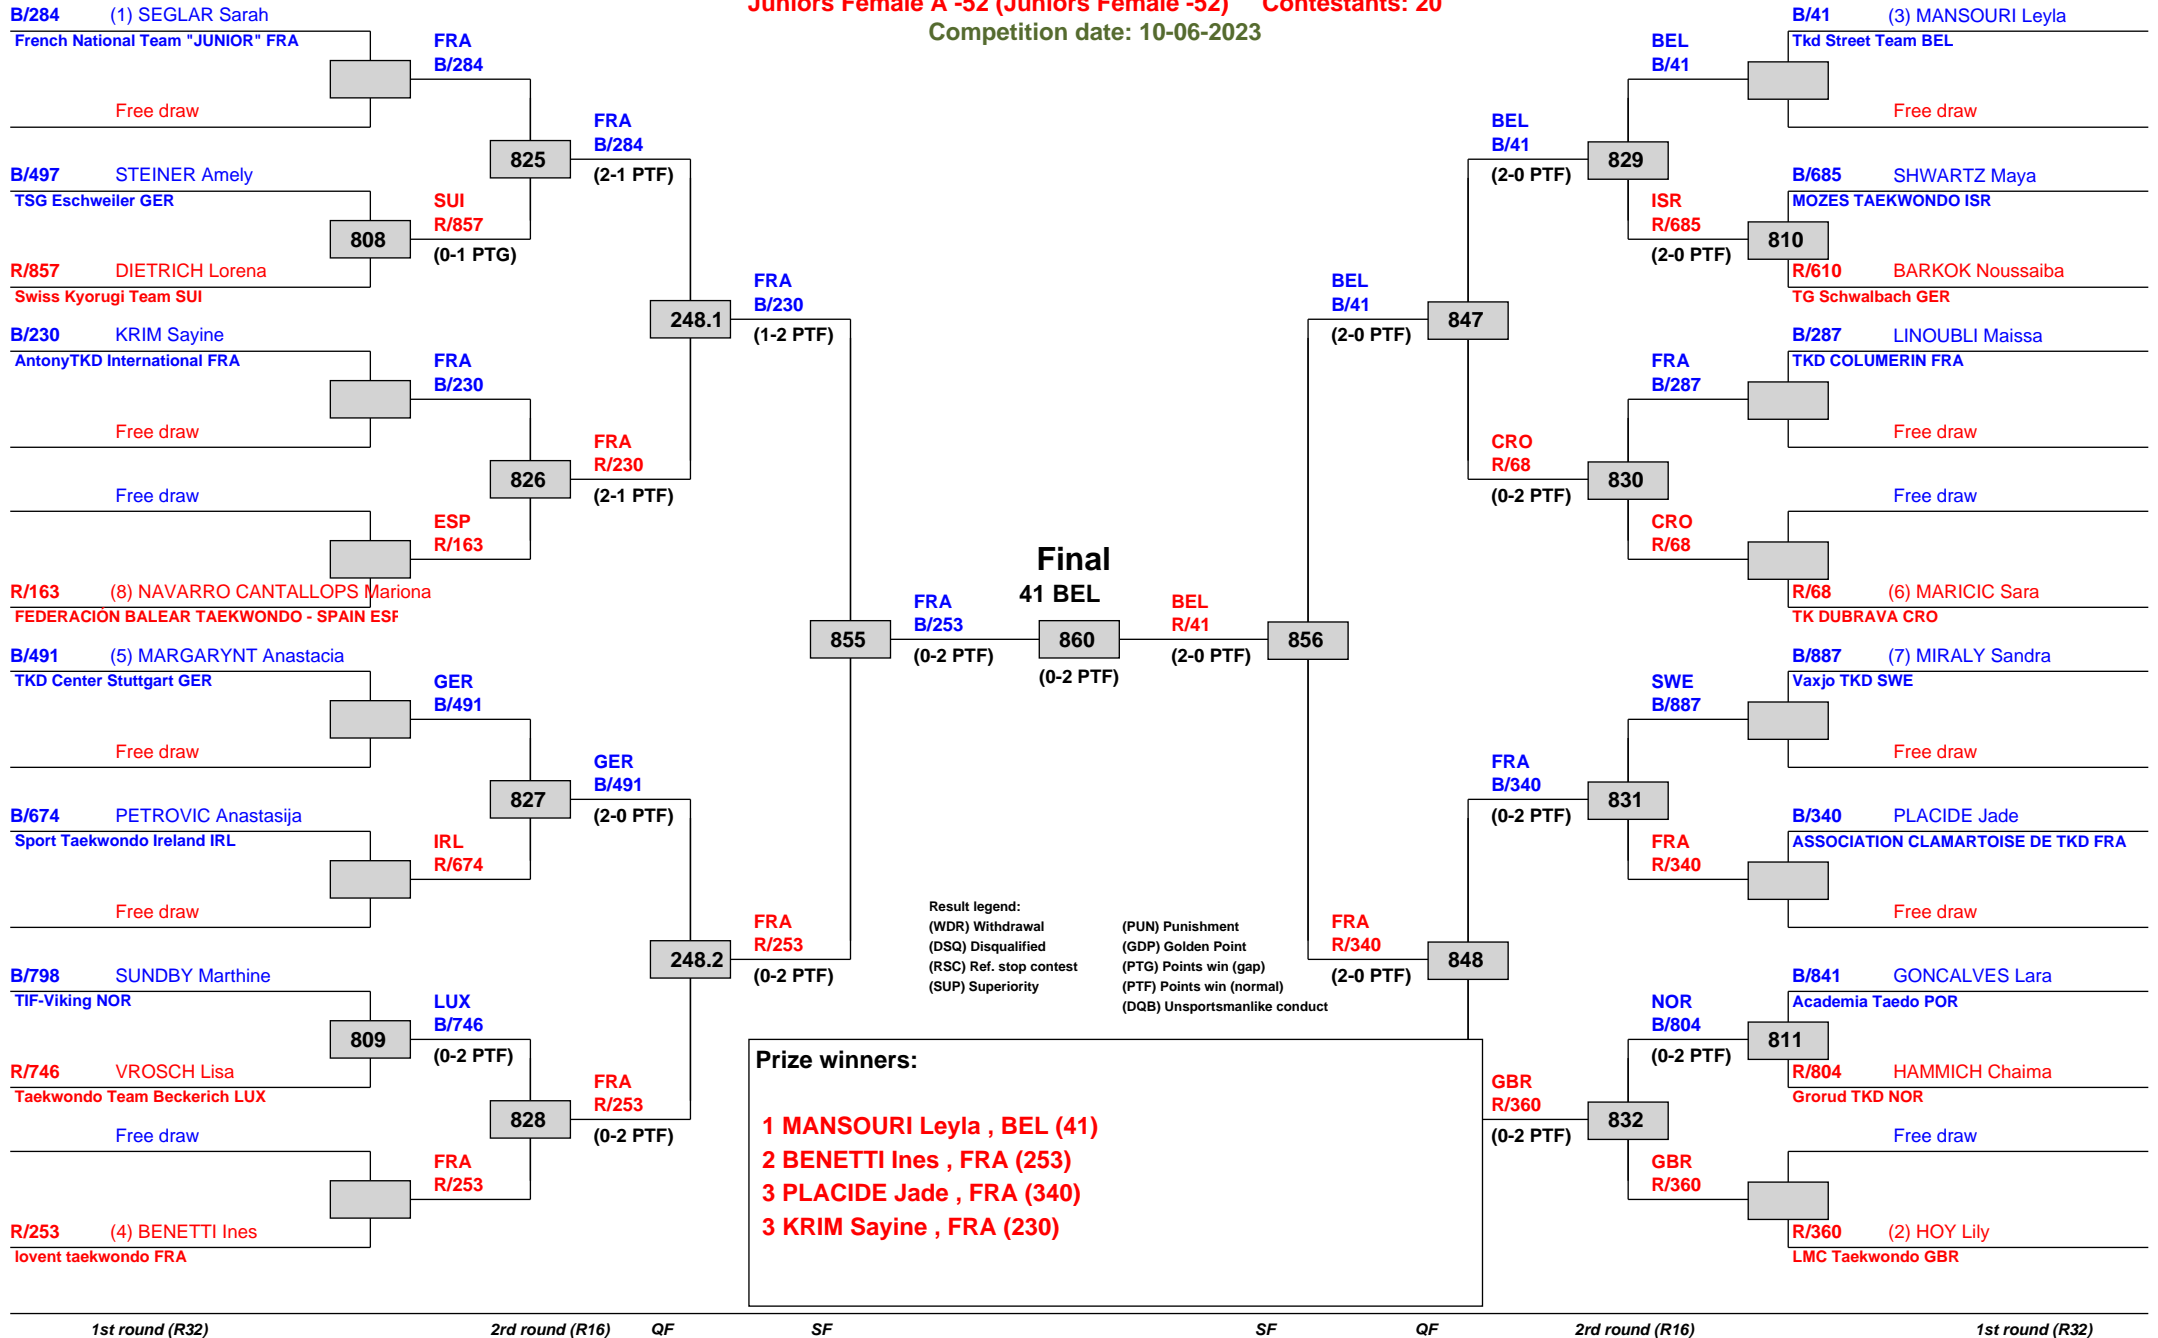 Juniors Female A -52 (Juniors Female -52) Contestants: 20
Competition date: 10-06-2023
B/284 (1) SEGLAR Sarah
French National Team "JUNIOR" FRA
Free draw
B/497 STEINER Amely
TSG Eschweiler GER
808
R/857 DIETRICH Lorena
Swiss Kyorugi Team SUI
B/230 KRIM Sayine
AntonyTKD International FRA
Free draw
Free draw
R/163 (8) NAVARRO CANTALLOPS Mariona
FEDERACIÓN BALEAR TAEKWONDO - SPAIN ESP
B/491 (5) MARGARYNT Anastacia
TKD Center Stuttgart GER
Free draw
B/674 PETROVIC Anastasija
Sport Taekwondo Ireland IRL
Free draw
B/798 SUNDBY Marthine
TIF-Viking NOR
809
R/746 VROSCH Lisa
Taekwondo Team Beckerich LUX
Free draw
R/253 (4) BENETTI Ines
lovent taekwondo FRA
FRA
B/284
825
SUI
R/857
(0-1 PTG)
FRA
B/230
826
ESP
R/163
GER
B/491
827
IRL
R/674
LUX
B/746
(0-2 PTF)
828
FRA
R/253
FRA
B/284
(2-1 PTF)
248.1
FRA
R/230
(2-1 PTF)
GER
B/491
(2-0 PTF)
248.2
FRA
R/253
(0-2 PTF)
FRA
B/230
(1-2 PTF)
855
FRA
R/253
(0-2 PTF)
FRA
B/253
(0-2 PTF)
Final
41 BEL
860
(0-2 PTF)
BEL
R/41
(2-0 PTF)
BEL
B/41
(2-0 PTF)
856
FRA
R/340
(2-0 PTF)
BEL
B/41
(2-0 PTF)
847
CRO
R/68
(0-2 PTF)
FRA
B/340
(0-2 PTF)
848
GBR
R/360
(0-2 PTF)
BEL
B/41
829
ISR
R/685
(2-0 PTF)
FRA
B/287
830
CRO
R/68
SWE
B/887
831
FRA
R/340
NOR
B/804
(0-2 PTF)
832
GBR
R/360
B/41 (3) MANSOURI Leyla
Tkd Street Team BEL
Free draw
B/685 SHWARTZ Maya
MOZES TAEKWONDO ISR
810
R/610 BARKOK Noussaiba
TG Schwalbach GER
B/287 LINOUBLI Maissa
TKD COLUMERIN FRA
Free draw
Free draw
R/68 (6) MARICIC Sara
TK DUBRAVA CRO
B/887 (7) MIRALY Sandra
Vaxjo TKD SWE
Free draw
B/340 PLACIDE Jade
ASSOCIATION CLAMARTOISE DE TKD FRA
Free draw
B/841 GONCALVES Lara
Academia Taedo POR
811
R/804 HAMMICH Chaima
Grorud TKD NOR
Free draw
R/360 (2) HOY Lily
LMC Taekwondo GBR
Result legend:
(WDR) Withdrawal (PUN) Punishment
(DSQ) Disqualified (GDP) Golden Point
(RSC) Ref. stop contest (PTG) Points win (gap)
(SUP) Superiority (PTF) Points win (normal)
(DQB) Unsportsmanlike conduct
Prize winners:
1 MANSOURI Leyla , BEL (41)
2 BENETTI Ines , FRA (253)
3 PLACIDE Jade , FRA (340)
3 KRIM Sayine , FRA (230)
1st round (R32) 2rd round (R16) QF SF SF QF 2rd round (R16) 1st round (R32)